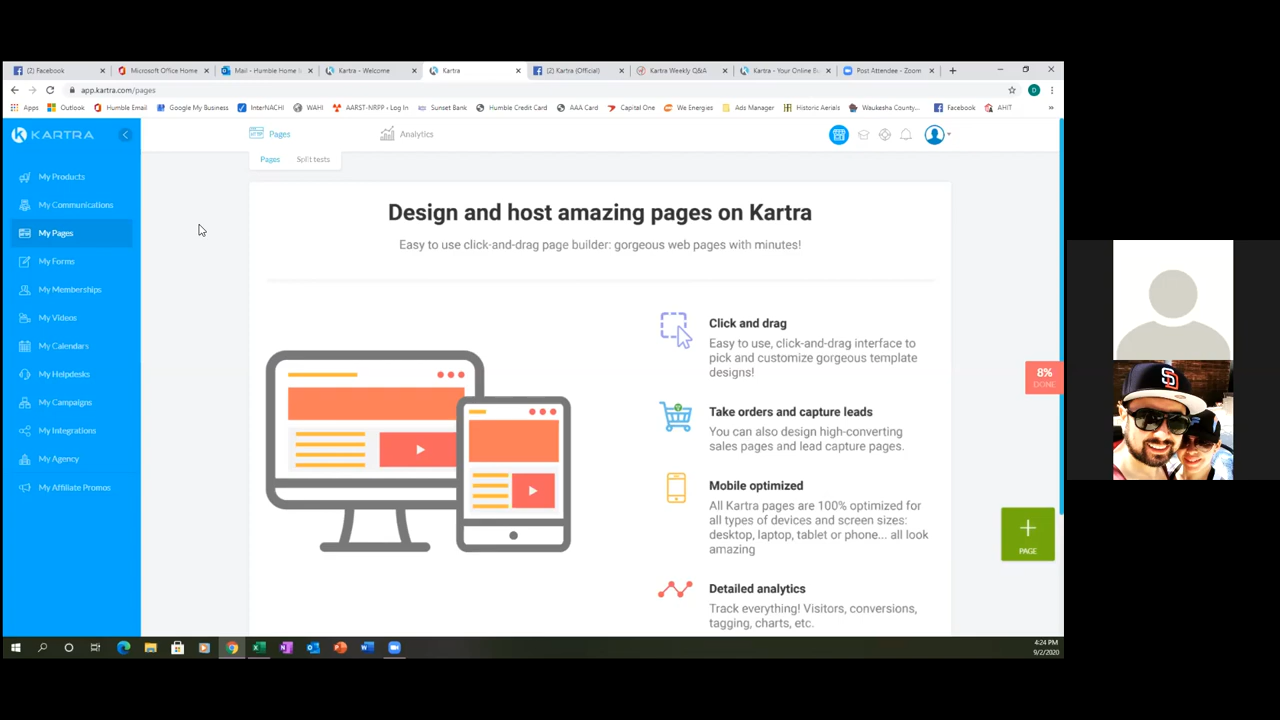 (2) Facebook
Microsoft Office Home
Mail - Humble Home
Kartra - Welcome
Kartra
(2) Kartra (Official)
Kartra Weekly Q&A
Kartra - Your Online B
Post Attendee - Zoom
app.kartra.com/pages
D
Apps
Outlook
Humble Email
Google My Business
InterNACHI
WAHI
AARST-NRPP › Log In
Sunset Bank
Humble Credit Card
AAA Card
Capital One
We Energies
Ad Manager
Historic Aerials
Waukesha County...
Facebook
AHIT
KARTRA
Pages
Analytics
Pages
Split tests
My Products
My Communications
My Pages
My Forms
My Memberships
My Videos
My Calendars
My Helpdesks
My Campaigns
My Integrations
My Agency
My Affiliate Promos
Design and host amazing pages on Kartra
Easy to use click-and-drag page builder: gorgeous web pages with minutes!
Click and drag
Easy to use, click-and-drag interface to
pick and customize gorgeous template
designs!
Take orders and capture leads
You can also design high-converting
sales pages and lead capture pages.
Mobile optimized
All Kartra pages are 100% optimized for
all types of devices and screen sizes:
desktop, laptop, tablet or phone... all look
amazing
Detailed analytics
Track everything! Visitors, conversions,
tagging, charts, etc.
8%
DONE
+
PAGE
4:24 PM
9/2/2020